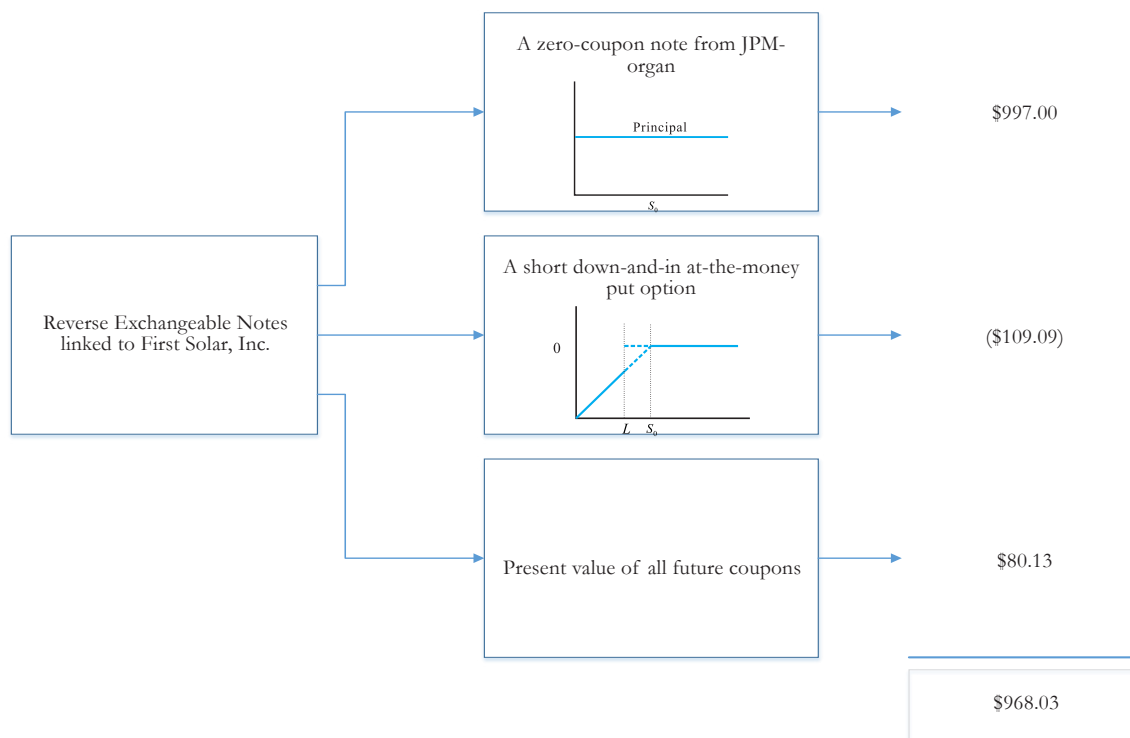 A zero-coupon note from JPM-
organ
Principal
S₀
$997.00
Reverse Exchangeable Notes
linked to First Solar, Inc.
A short down-and-in at-the-money
put option
0
L S₀
($109.09)
Present value of all future coupons
$80.13
$968.03